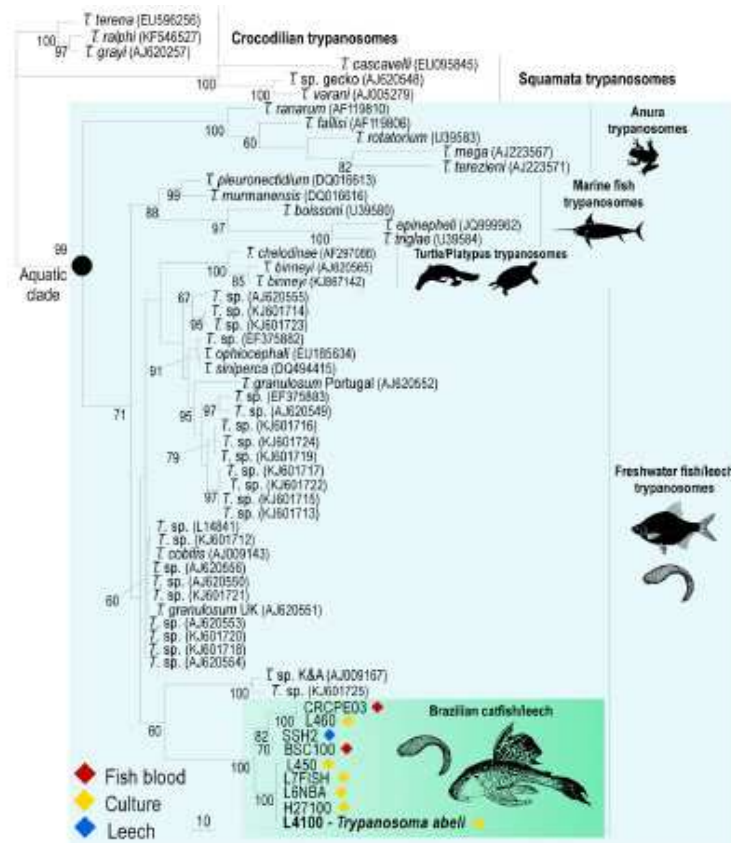 T. terena (EU596256)
100
T. ralphi (KF546527)
97
T. grayi (AJ620257)
Crocodilian trypanosomes
T. cascavelli (EU095845)
T. sp. gecko (AJ620548)
100
100
T. varani (AJ005279)
Squamata trypanosomes
T. ranarum (AF119810)
100
T. fallisi (AF119806)
60
T. rotatorium (U39583)
T. mega (AJ223567)
82
T. terezieni (AJ223571)
Anura
trypanosomes
T. pleuronectidium (DQ016613)
99
T. murmanensis (DQ016616)
88
T. boissoni (U39580)
97
T. epinepheli (JQ999962)
100
T. triglae (U39584)
Marine fish
trypanosomes
99
Aquatic
clade
T. chelodinae (AF297086)
100
T. binneyi (AJ620565)
85
T. binneyi (KJ867142)
Turtle/Platypus trypanosomes
67
T. sp. (AJ620555)
T. sp. (KJ601714)
95
T. sp. (KJ601723)
T. sp. (EF375882)
T. ophiocephali (EU185634)
91
T. siniperca (DQ494415)
T. granulosum Portugal (AJ620552)
T. sp. (EF375883)
71
95
97
T. sp. (AJ620549)
T. sp. (KJ601716)
T. sp. (KJ601724)
79
T. sp. (KJ601719)
T. sp. (KJ601717)
T. sp. (KJ601722)
97
T. sp. (KJ601715)
T. sp. (KJ601713)
Freshwater fish/leech
trypanosomes
T. sp. (L14841)
T. sp. (KJ601712)
T. cobitis (AJ009143)
T. sp. (AJ620556)
T. sp. (AJ620550)
60
T. sp. (KJ601721)
T. granulosum UK (AJ620551)
T. sp. (AJ620553)
T. sp. (KJ601720)
T. sp. (KJ601718)
T. sp. (AJ620554)
T. sp. K&A (AJ009167)
100
T. sp. (KJ601725)
60
CRCPE03
Brazilian catfish/leech
100
L460
82
SSH2
70
BSC100
100
L450
L7FISH
100
L6NBA
H27100
L4100 - Trypanosoma abeli
Fish blood
Culture
Leech
10